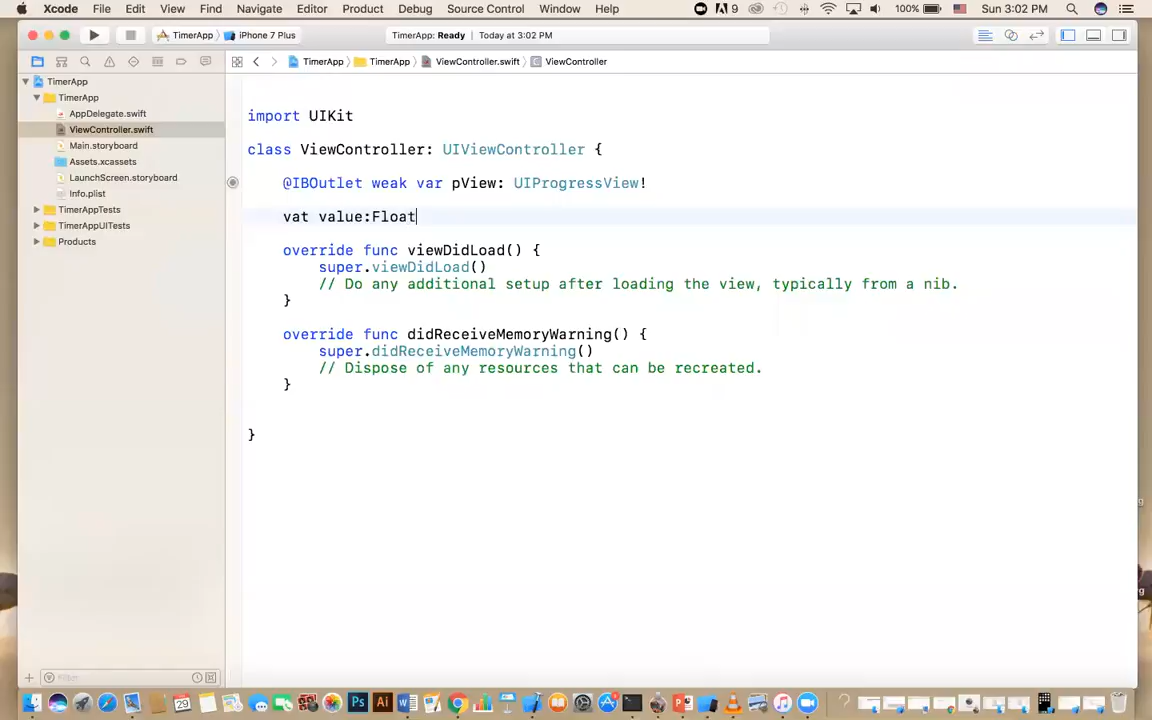 Xcode File Edit View Find Navigate Editor Product Debug Source Control Window Help 9 100% Sun 3:02 PM
TimerApp iPhone 7 Plus TimerApp: Ready Today at 3:02 PM
TimerApp TimerApp ViewController.swift ViewController
TimerApp
TimerApp
AppDelegate.swift
ViewController.swift
Main.storyboard
Assets.xcassets
LaunchScreen.storyboard
Info.plist
TimerAppTests
TimerAppUITests
Products
import UIKit
class ViewController: UIViewController {
@IBOutlet weak var pView: UIProgressView!
vat value:Float
override func viewDidLoad() {
super.viewDidLoad()
// Do any additional setup after loading the view, typically from a nib.
}
override func didReceiveMemoryWarning() {
super.didReceiveMemoryWarning()
// Dispose of any resources that can be recreated.
}
}
Filter
Ps Ai